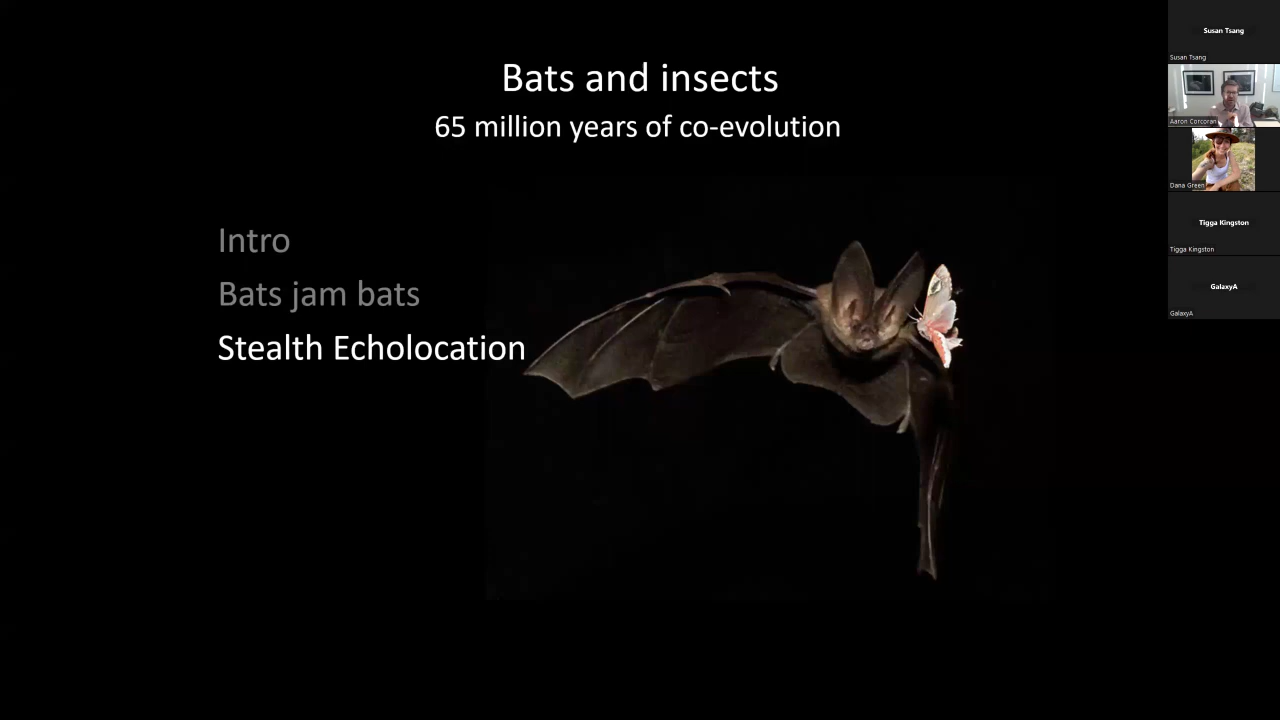 Bats and insects
65 million years of co-evolution
Intro
Bats jam bats
Stealth Echolocation
Susan Tsang
Susan Tsang
Aaron Corcoran
Dana Green
Tigga Kingston
Tigga Kingston
GalaxyA
GalaxyA